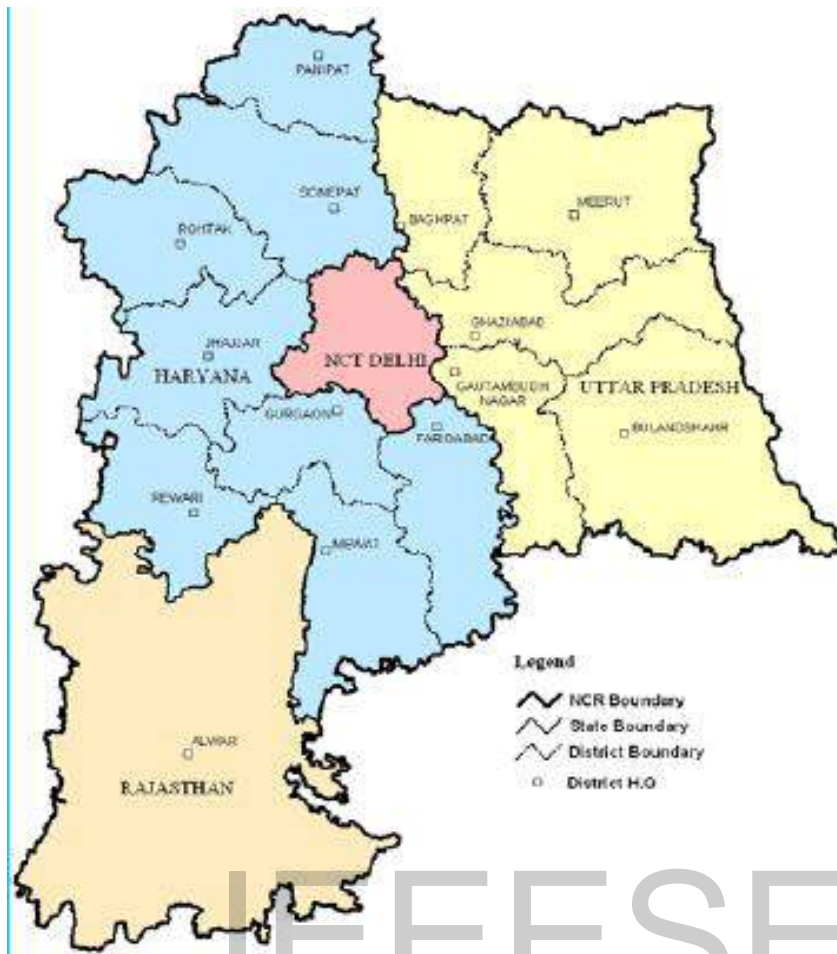 PANIPAT
SONEPAT
BAGHPAT
MEERUT
ROHTAK
GHAZIABAD
JHAJJAR
NCT DELHI
HARYANA
GAUTAMBUDH
NAGAR
UTTAR PRADESH
GURGAON
FARIDABAD
BULANDSHAHR
REWARI
MEWAT
Legend
NCR Boundary
State Boundary
District Boundary
District H.Q
ALWAR
RAJASTHAN